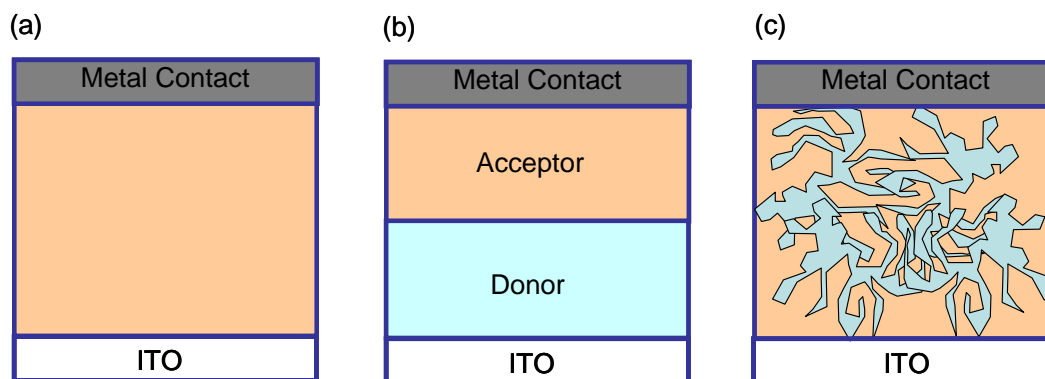 (a)
(b)
(c)
Metal Contact
Metal Contact
Metal Contact
Acceptor
Donor
ITO
ITO
ITO